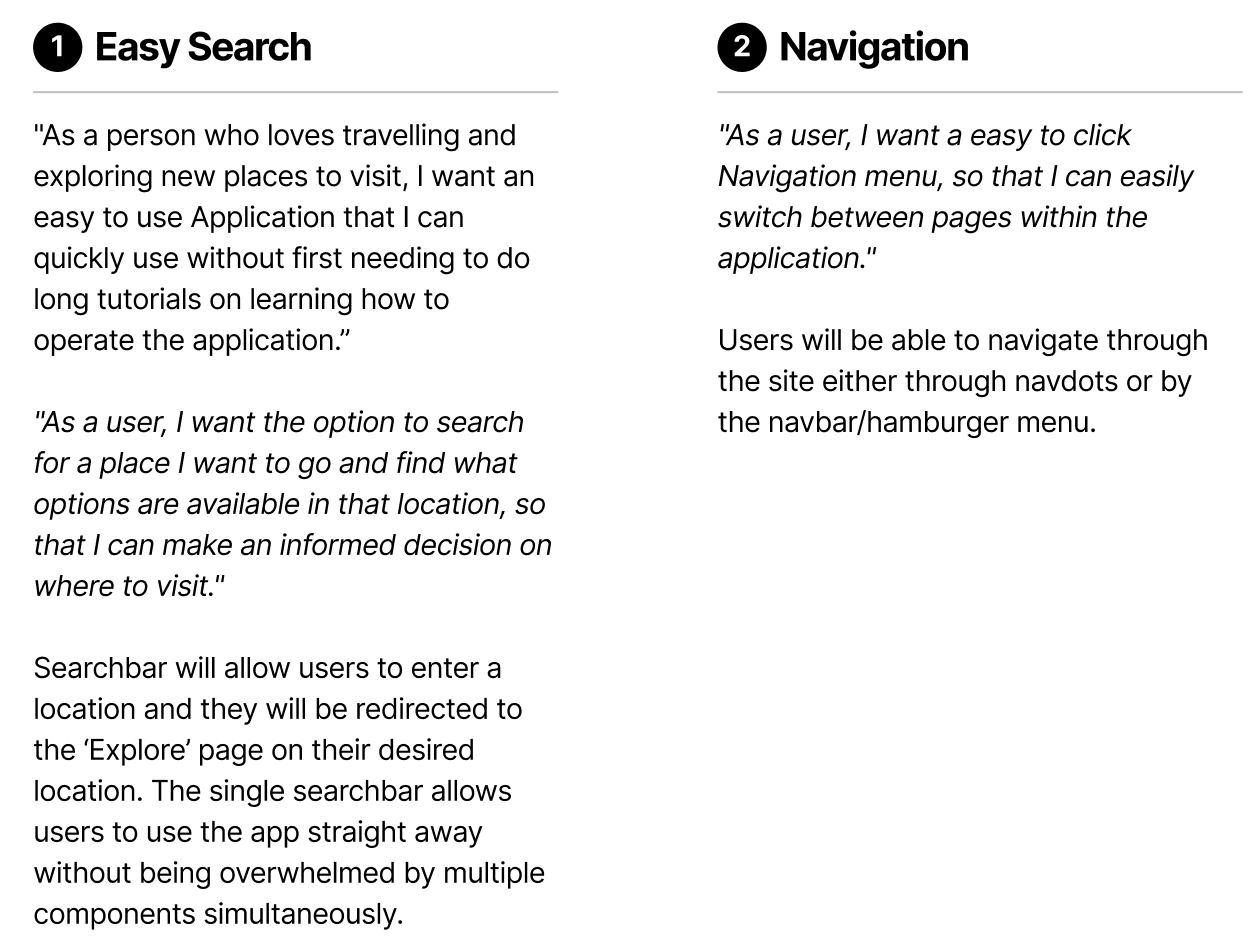 1 Easy Search
"As a person who loves travelling and
exploring new places to visit, I want an
easy to use Application that I can
quickly use without first needing to do
long tutorials on learning how to
operate the application.”
"As a user, I want the option to search
for a place I want to go and find what
options are available in that location, so
that I can make an informed decision on
where to visit."
Searchbar will allow users to enter a
location and they will be redirected to
the ‘Explore’ page on their desired
location. The single searchbar allows
users to use the app straight away
without being overwhelmed by multiple
components simultaneously.
2 Navigation
"As a user, I want a easy to click
Navigation menu, so that I can easily
switch between pages within the
application."
Users will be able to navigate through
the site either through navdots or by
the navbar/hamburger menu.